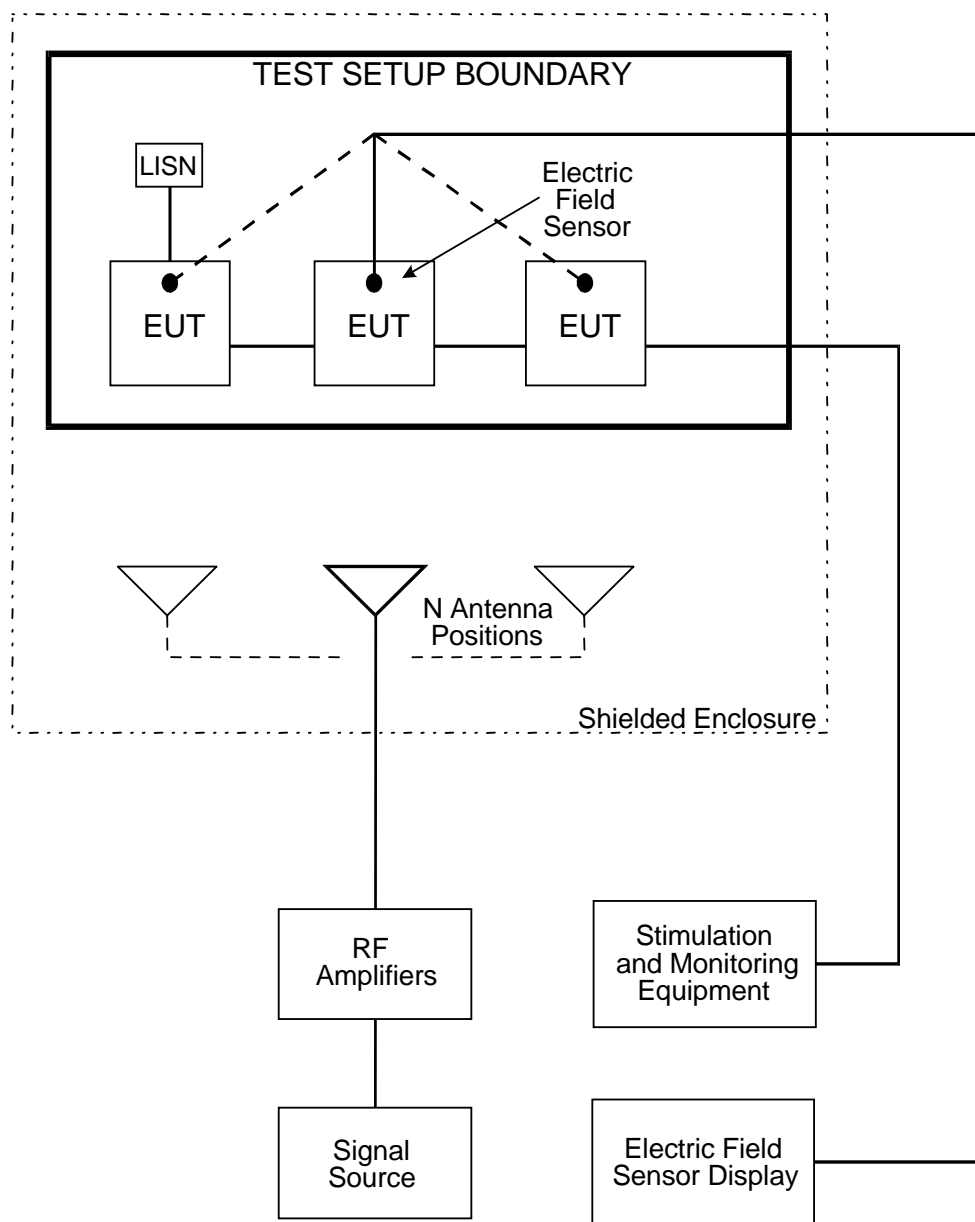 TEST SETUP BOUNDARY
LISN
Electric
Field
Sensor
EUT
EUT
EUT
N Antenna
Positions
Shielded Enclosure
RF
Amplifiers
Stimulation
and Monitoring
Equipment
Signal
Source
Electric Field
Sensor Display